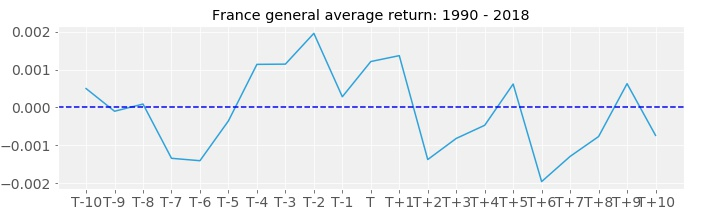 France general average return: 1990 - 2018
0.002
0.001
0.000
−0.001
−0.002
T-10 T-9 T-8 T-7 T-6 T-5 T-4 T-3 T-2 T-1 T T+1 T+2 T+3 T+4 T+5 T+6 T+7 T+8 T+9 T+10